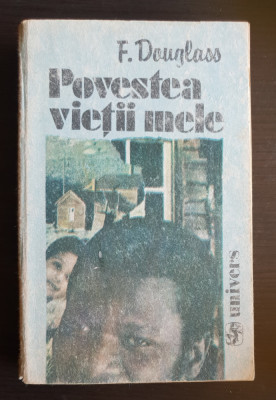 F. Douglass
Povestea
vieții mele
univers